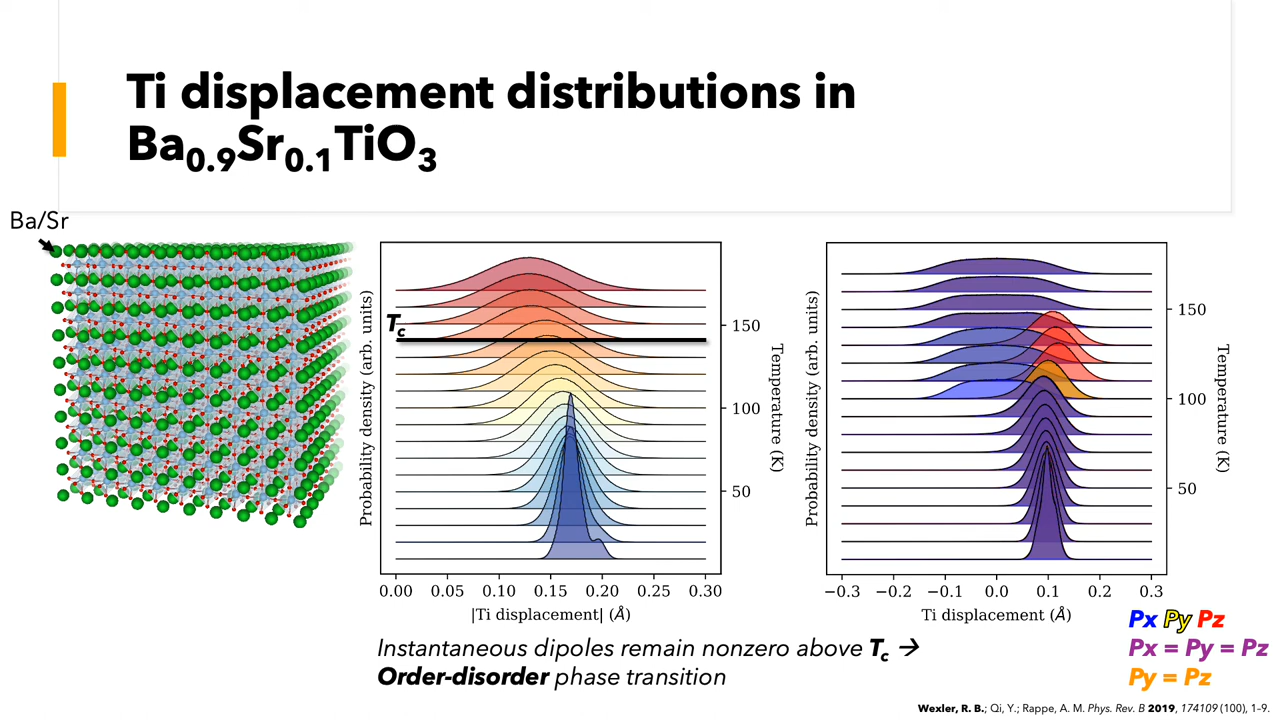 Ti displacement distributions in
Ba₀.₉Sr₀.₁TiO₃
Ba/Sr
Probability density (arb. units)
T_c
150
100
50
Temperature (K)
0.00 0.05 0.10 0.15 0.20 0.25 0.30
|Ti displacement| (Å)
Probability density (arb. units)
150
100
50
Temperature (K)
−0.3 −0.2 −0.1 0.0 0.1 0.2 0.3
Ti displacement (Å)
Px Py Pz
Px = Py = Pz
Py = Pz
Instantaneous dipoles remain nonzero above T_c →
Order-disorder phase transition
Wexler, R. B.; Qi, Y.; Rappe, A. M. Phys. Rev. B 2019, 174109 (100), 1–9.